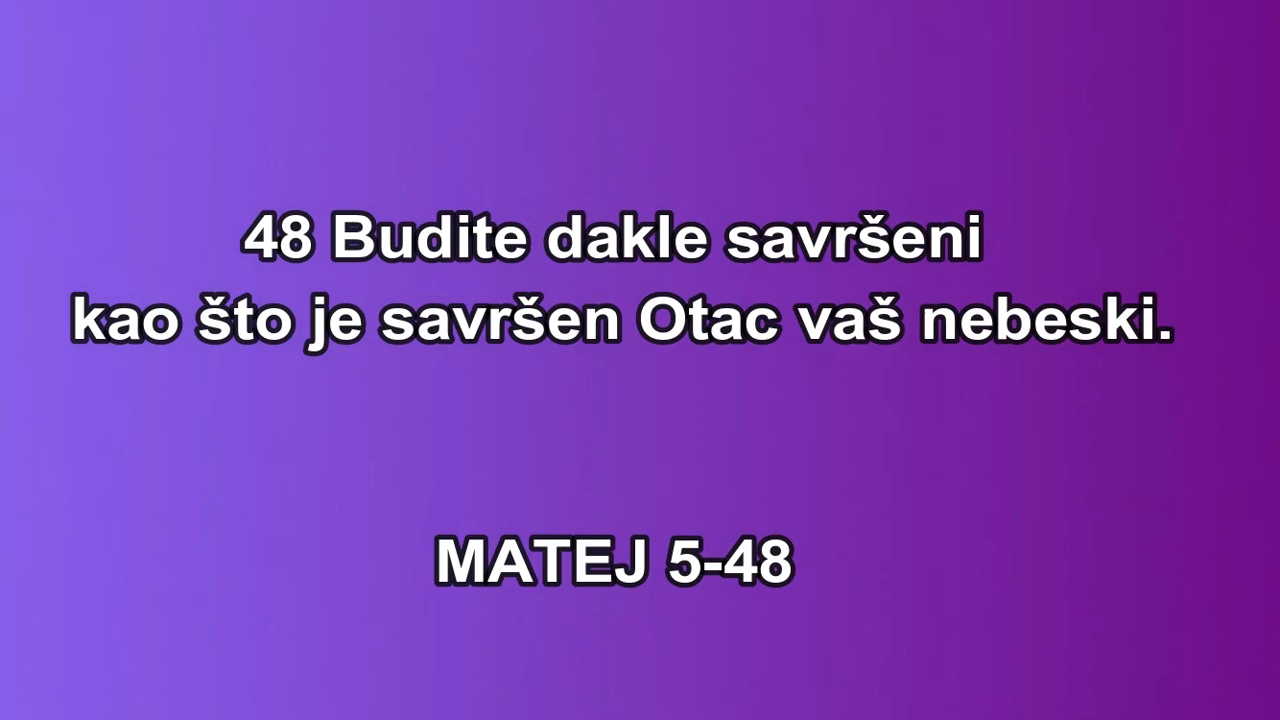 48 Budite dakle savršeni
kao što je savršen Otac vaš nebeski.
MATEJ 5-48